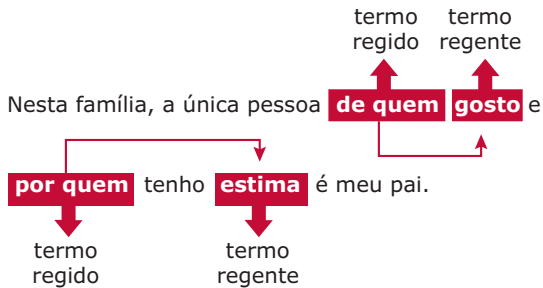 termo termo
regido regente
Nesta família, a única pessoa de quem gosto e
por quem tenho estima é meu pai.
termo termo
regido regente